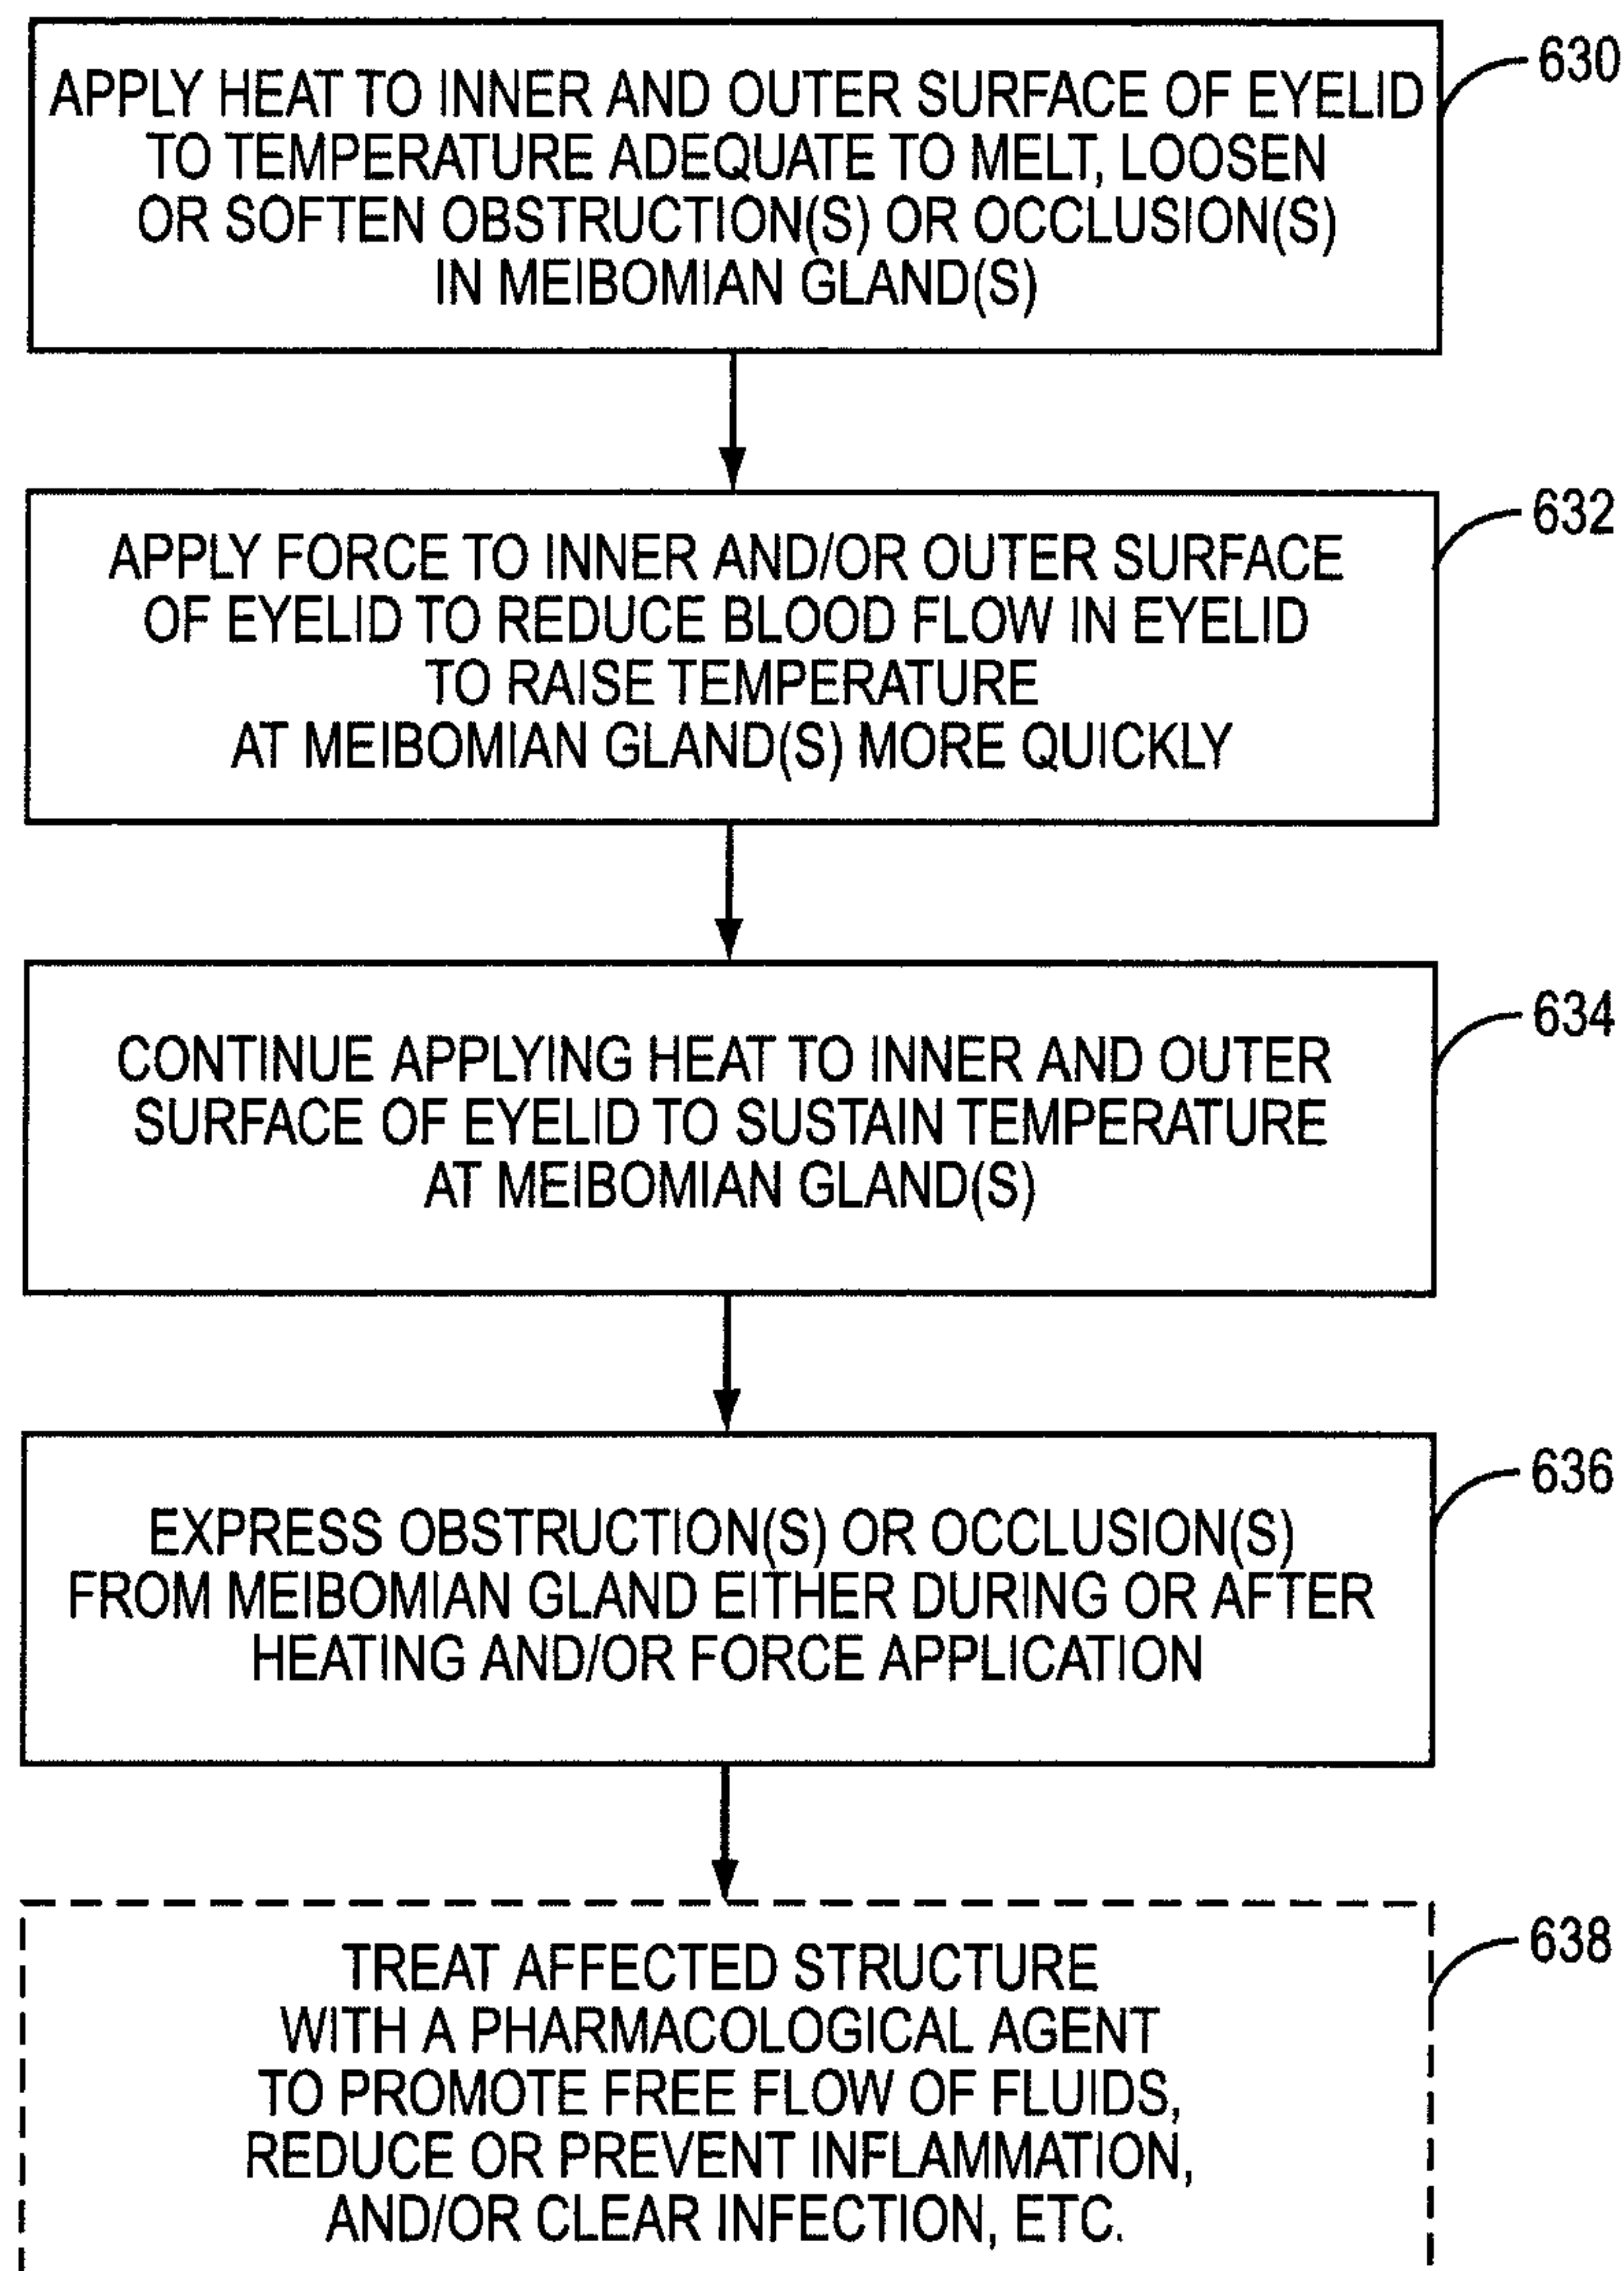 APPLY HEAT TO INNER AND OUTER SURFACE OF EYELID
TO TEMPERATURE ADEQUATE TO MELT, LOOSEN
OR SOFTEN OBSTRUCTION(S) OR OCCLUSION(S)
IN MEIBOMIAN GLAND(S)
630
APPLY FORCE TO INNER AND/OR OUTER SURFACE
OF EYELID TO REDUCE BLOOD FLOW IN EYELID
TO RAISE TEMPERATURE
AT MEIBOMIAN GLAND(S) MORE QUICKLY
632
CONTINUE APPLYING HEAT TO INNER AND OUTER
SURFACE OF EYELID TO SUSTAIN TEMPERATURE
AT MEIBOMIAN GLAND(S)
634
EXPRESS OBSTRUCTION(S) OR OCCLUSION(S)
FROM MEIBOMIAN GLAND EITHER DURING OR AFTER
HEATING AND/OR FORCE APPLICATION
636
TREAT AFFECTED STRUCTURE
WITH A PHARMACOLOGICAL AGENT
TO PROMOTE FREE FLOW OF FLUIDS,
REDUCE OR PREVENT INFLAMMATION,
AND/OR CLEAR INFECTION, ETC.
638